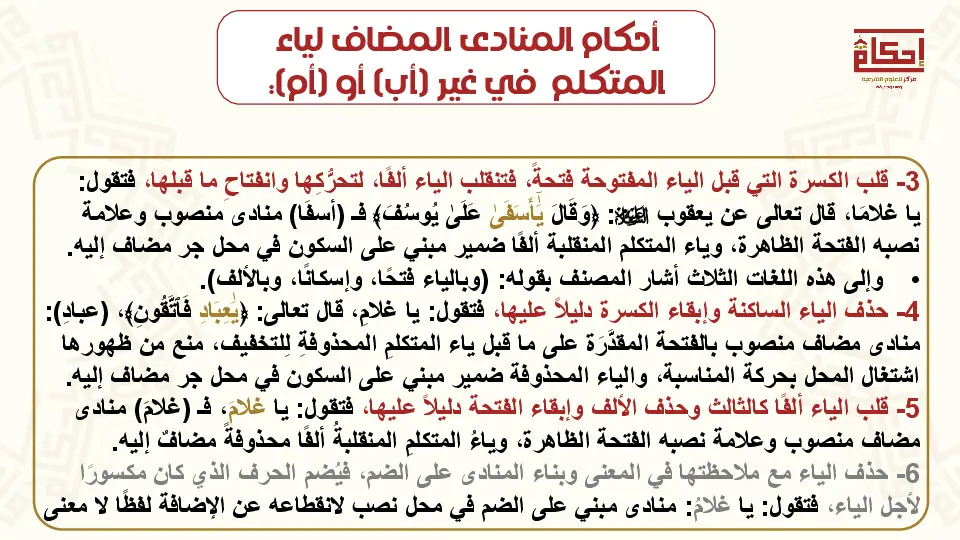 أحكام المنادى المضاف لياء
المتكلم في غير (أب) أو (أم):
إحكام
مركز للعلوم الشرعية
3- قلب الكسرة التي قبل الياء المفتوحة فتحةً، فتنقلب الياء ألفًا، لتحرُّكِها وانفتاحِ ما قبلها، فتقول:
يا غلامَا، قال تعالى عن يعقوب ﷺ: ﴿وَقَالَ يَٰٓأَسَفَىٰ عَلَىٰ يُوسُفَ﴾ فـ (أسفَا) منادى منصوب وعلامة
نصبه الفتحة الظاهرة، وياء المتكلم المنقلبة ألفًا ضمير مبني على السكون في محل جر مضاف إليه.
• وإلى هذه اللغات الثلاث أشار المصنف بقوله: (وبالياء فتحًا، وإسكانًا، وبالألف).
4- حذف الياء الساكنة وإبقاء الكسرة دليلاً عليها، فتقول: يا غلامِ، قال تعالى: ﴿يَٰعِبَادِ فَٱتَّقُونِ﴾، (عبادِ):
منادى مضاف منصوب بالفتحة المقدَّرَة على ما قبل ياء المتكلمِ المحذوفةِ لِلتخفيف، منع من ظهورها
اشتغال المحل بحركة المناسبة، والياء المحذوفة ضمير مبني على السكون في محل جر مضاف إليه.
5- قلب الياء ألفًا كالثالث وحذف الألف وإبقاء الفتحة دليلاً عليها، فتقول: يا غلامَ، فـ (غلامَ) منادى
مضاف منصوب وعلامة نصبه الفتحة الظاهرة، وياءُ المتكلمِ المنقلبةُ ألفًا محذوفةً مضافٌ إليه.
6- حذف الياء مع ملاحظتها في المعنى وبناء المنادى على الضم، فيُضم الحرف الذي كان مكسورًا
لأجل الياء، فتقول: يا غلامُ: منادى مبني على الضم في محل نصب لانقطاعه عن الإضافة لفظًا لا معنى